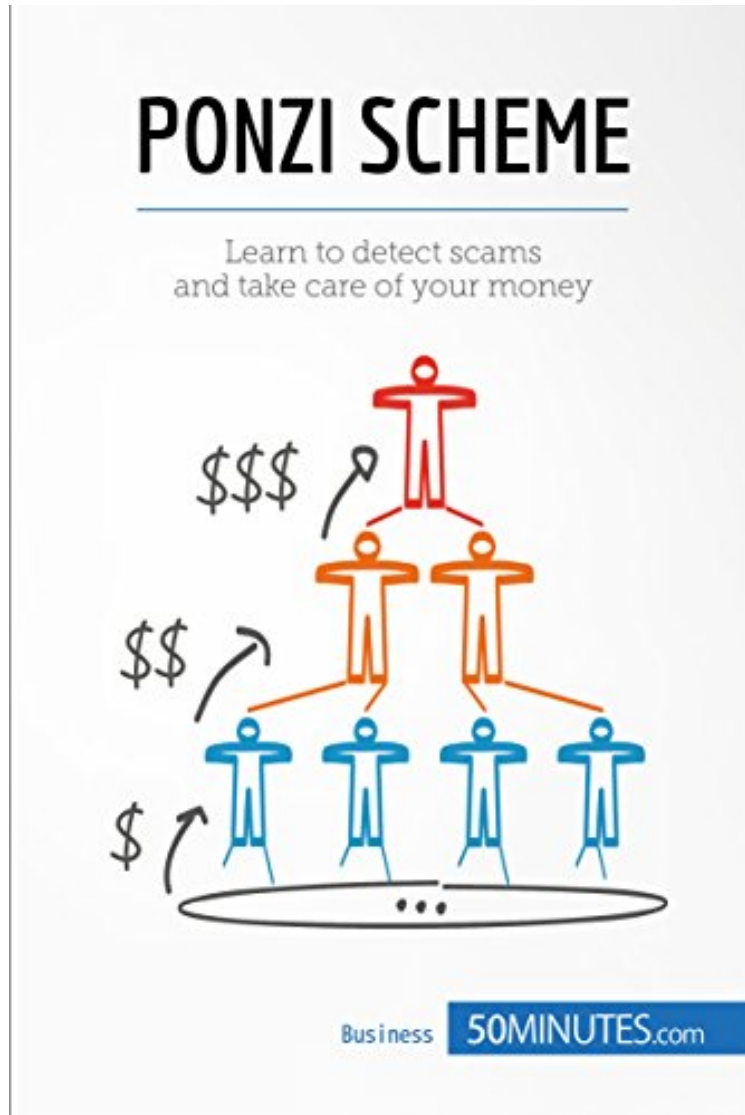 PONZI SCHEME
Learn to detect scams
and take care of your money
$$$
$$
$
...
Business 50MINUTES.com